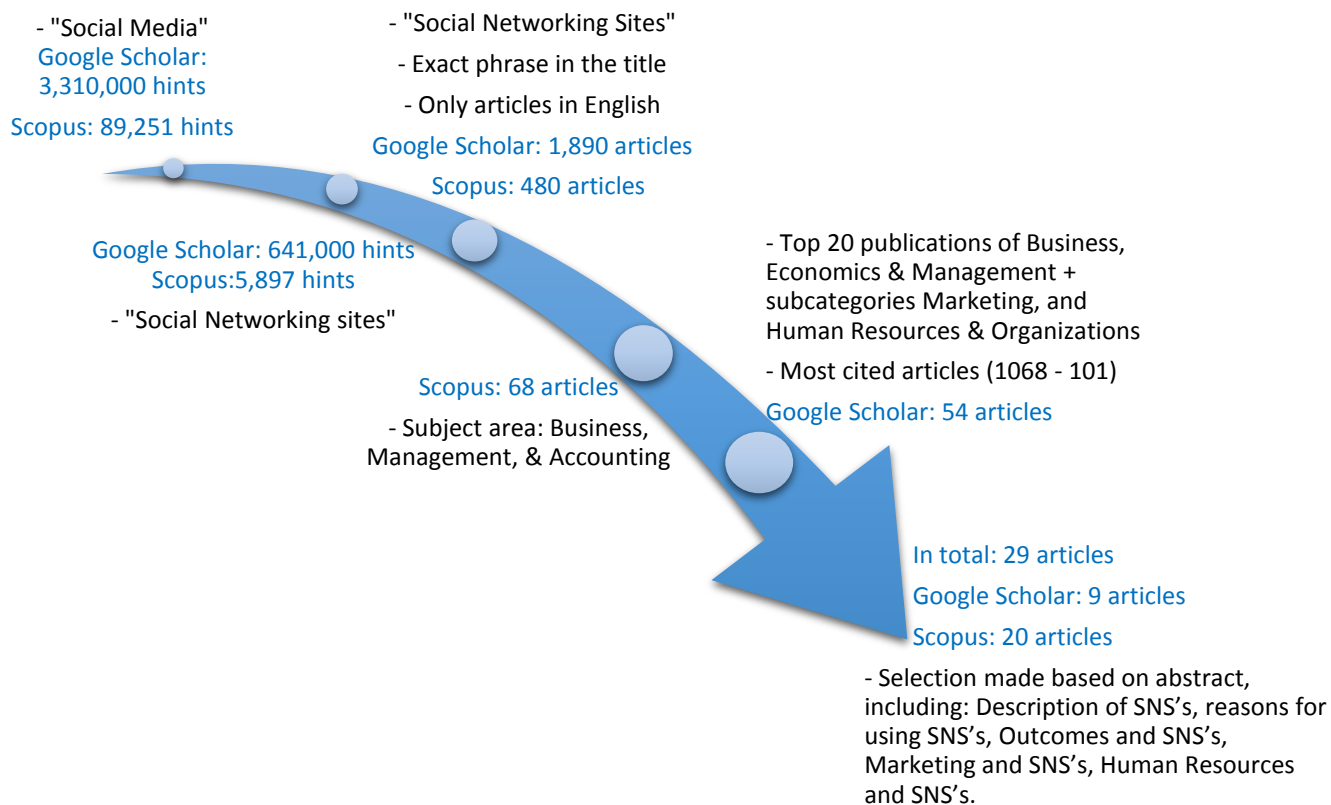 - "Social Media"
Google Scholar:
3,310,000 hints
Scopus: 89,251 hints
Google Scholar: 641,000 hints
Scopus:5,897 hints
- "Social Networking sites"
- "Social Networking Sites"
- Exact phrase in the title
- Only articles in English
Google Scholar: 1,890 articles
Scopus: 480 articles
Scopus: 68 articles
- Subject area: Business,
Management, & Accounting
- Top 20 publications of Business,
Economics & Management +
subcategories Marketing, and
Human Resources & Organizations
- Most cited articles (1068 - 101)
Google Scholar: 54 articles
In total: 29 articles
Google Scholar: 9 articles
Scopus: 20 articles
- Selection made based on abstract,
including: Description of SNS’s, reasons for
using SNS’s, Outcomes and SNS’s,
Marketing and SNS’s, Human Resources
and SNS’s.